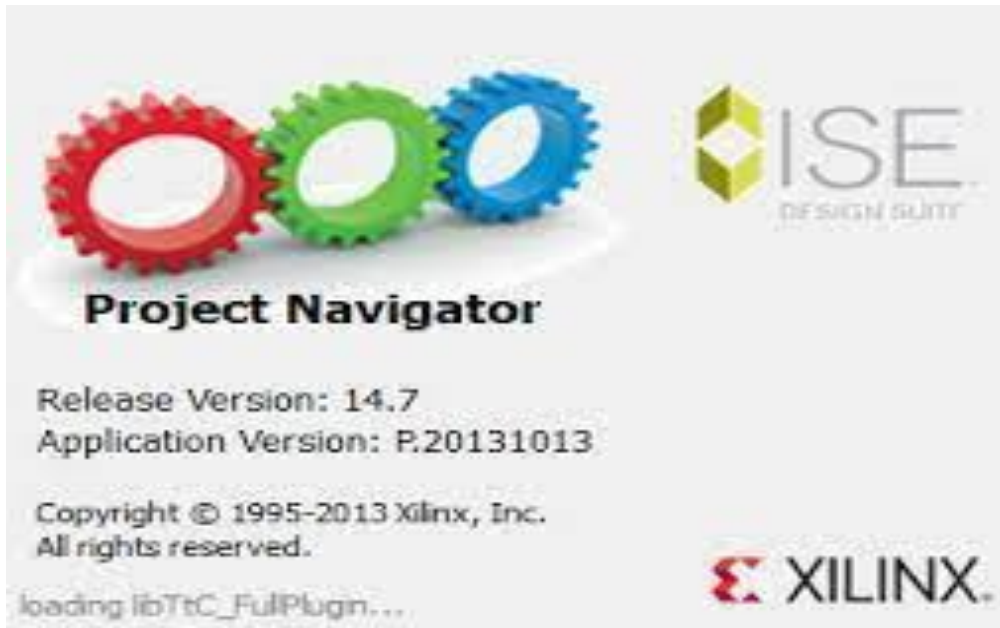 ISE
DESIGN SUITE
Project Navigator
Release Version: 14.7
Application Version: P.20131013
Copyright © 1995-2013 Xilinx, Inc.
All rights reserved.
loading libTtC_FullPlugin...
XILINX.